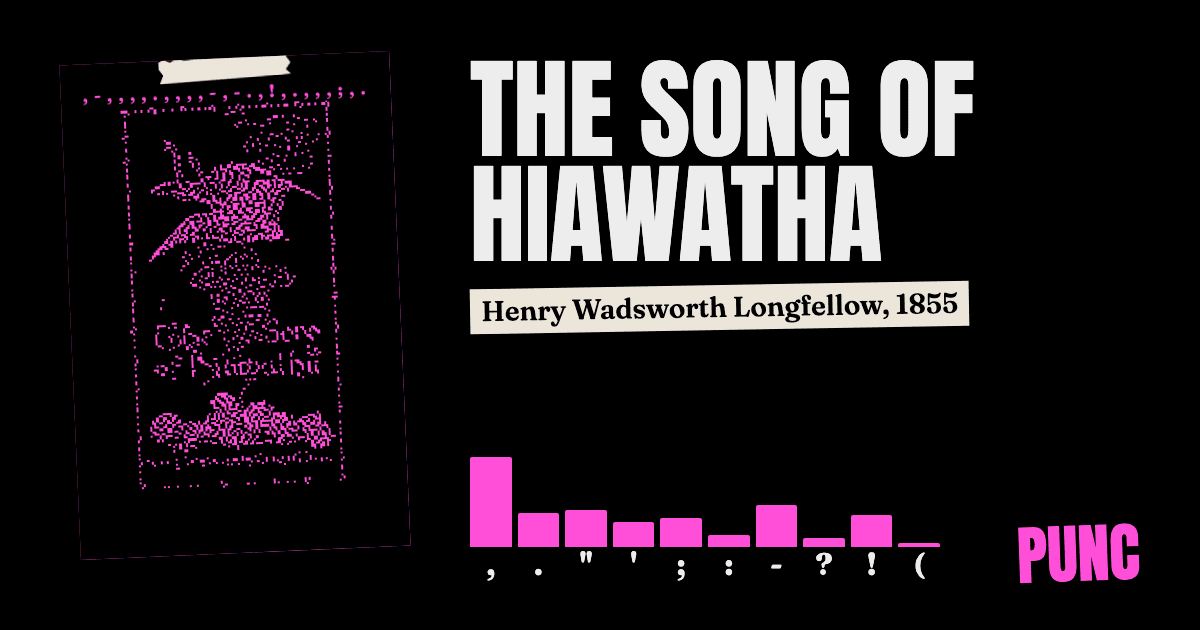 , - , , , , . , , , , - , - . , ! , , , , ; , .
THE SONG OF
HIAWATHA
Henry Wadsworth Longfellow, 1855
, . " ' ; : - ? ! (
PUNC